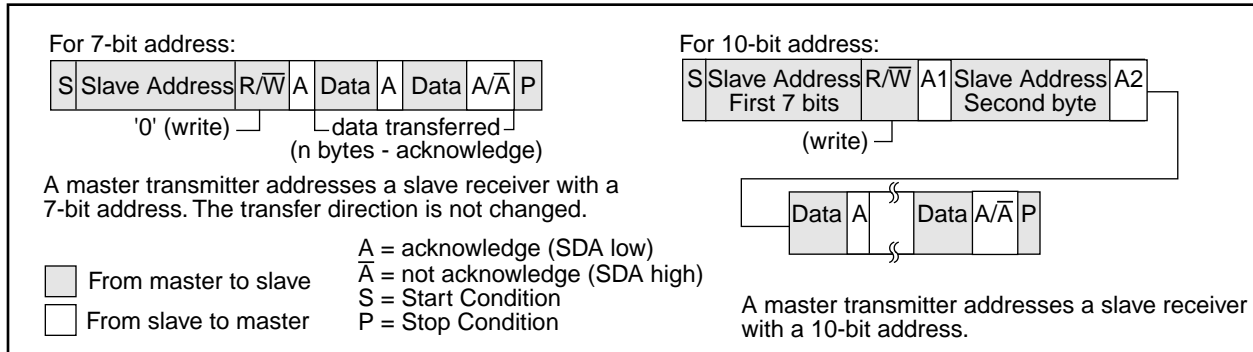 For 7-bit address:
S Slave Address R/W̅ A Data A Data A/A̅ P
'0' (write)
data transferred
(n bytes - acknowledge)
A master transmitter addresses a slave receiver with a
7-bit address. The transfer direction is not changed.
From master to slave
From slave to master
A = acknowledge (SDA low)
A̅ = not acknowledge (SDA high)
S = Start Condition
P = Stop Condition
For 10-bit address:
S Slave Address First 7 bits R/W̅ A1 Slave Address Second byte A2
(write)
Data A Data A/A̅ P
A master transmitter addresses a slave receiver
with a 10-bit address.